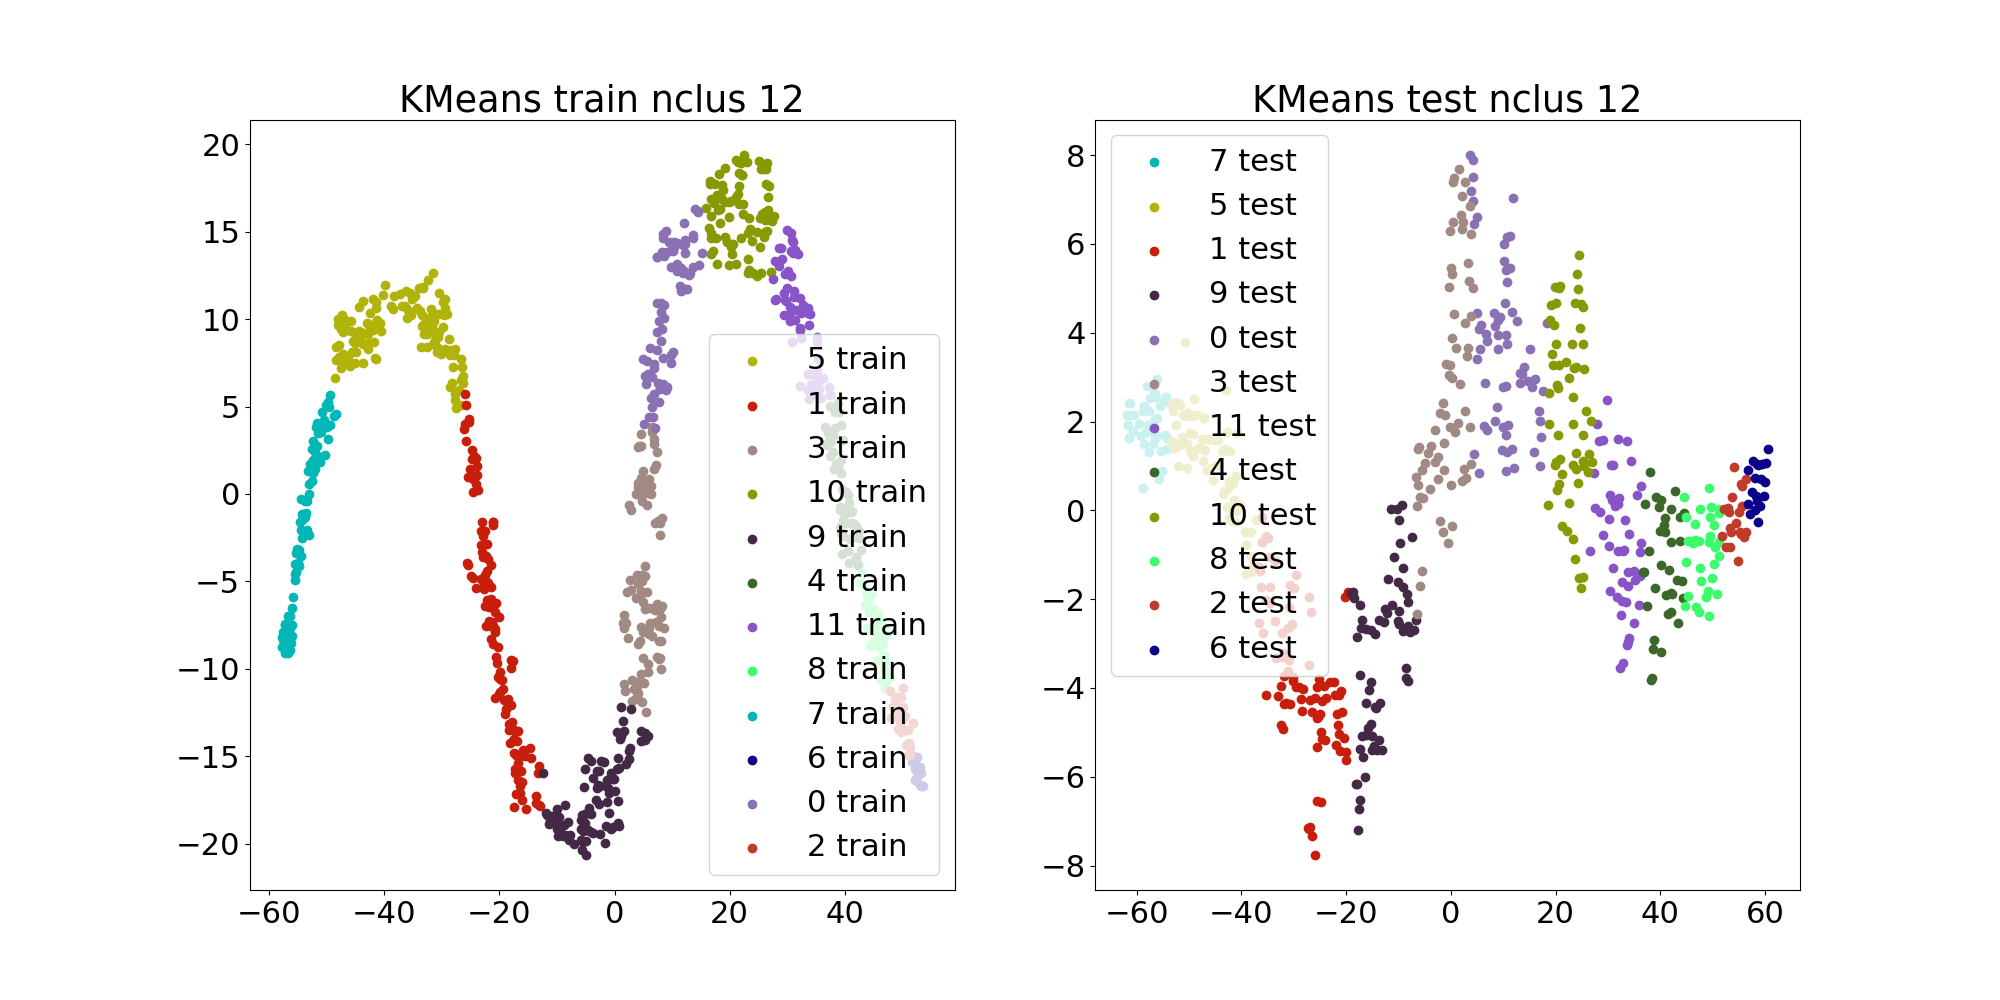 KMeans train nclus 12
20
15
10
5
0
−5
−10
−15
−20
−60 −40 −20 0 20 40
5 train
1 train
3 train
10 train
9 train
4 train
11 train
8 train
7 train
6 train
0 train
2 train
KMeans test nclus 12
8
6
4
2
0
−2
−4
−6
−8
−60 −40 −20 0 20 40 60
7 test
5 test
1 test
9 test
0 test
3 test
11 test
4 test
10 test
8 test
2 test
6 test